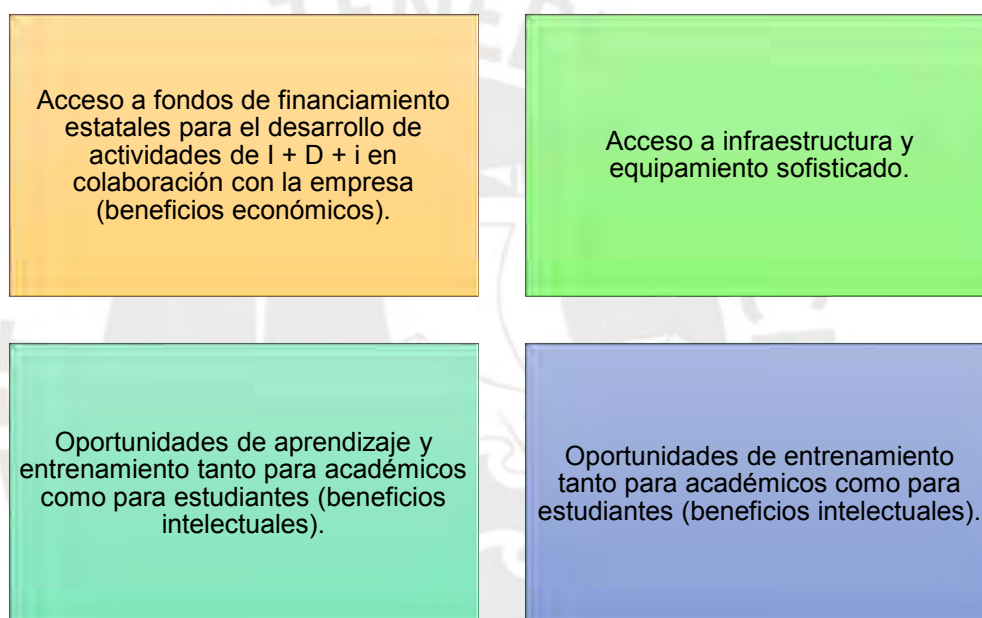 Acceso a fondos de financiamiento
estatales para el desarrollo de
actividades de I + D + i en
colaboración con la empresa
(beneficios económicos).
Acceso a infraestructura y
equipamiento sofisticado.
Oportunidades de aprendizaje y
entrenamiento tanto para académicos
como para estudiantes (beneficios
intelectuales).
Oportunidades de entrenamiento
tanto para académicos como para
estudiantes (beneficios intelectuales).